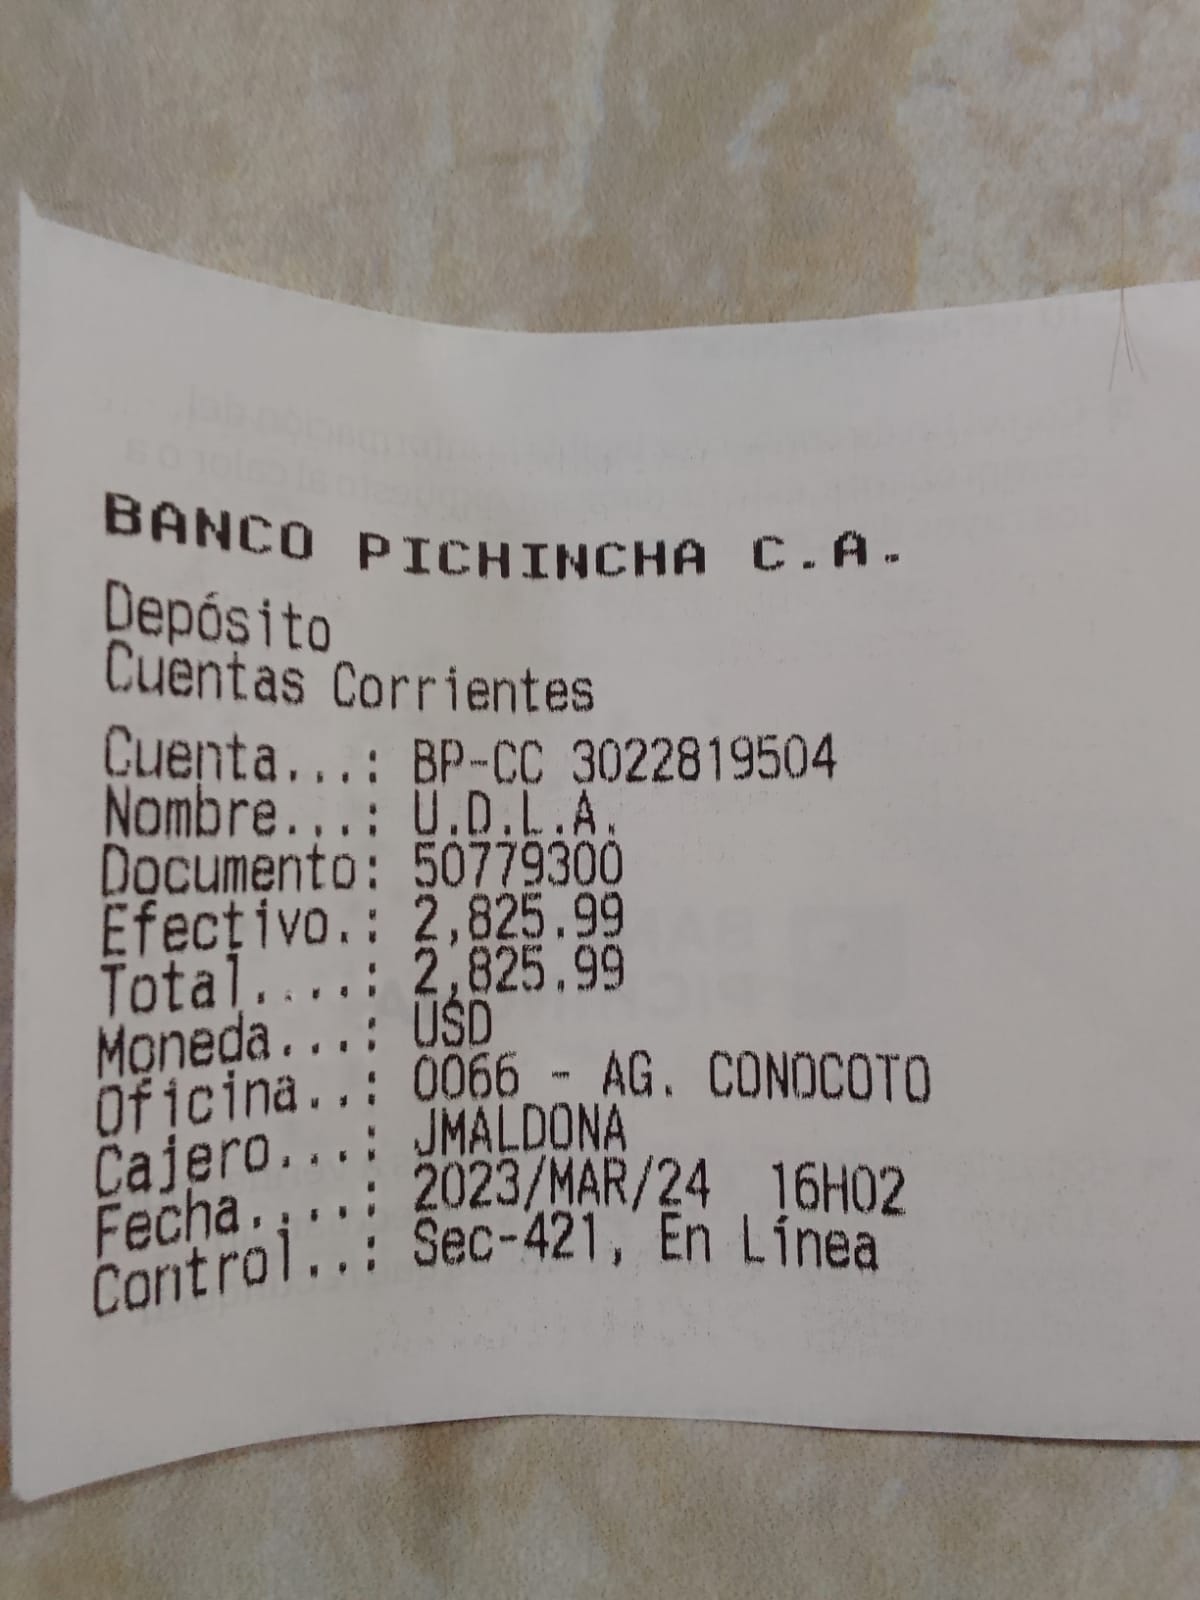 BANCO PICHINCHA C.A.
Depósito
Cuentas Corrientes
Cuenta...: BP-CC 3022819504
Nombre...: U.D.L.A.
Documento: 50779300
Efectivo.: 2,825.99
Total....: 2,825.99
Moneda...: USD
Oficina..: 0066 - AG. CONOCOTO
Cajero...: JMALDONA
Fecha....: 2023/MAR/24 16H02
Control..: Sec-421, En Línea